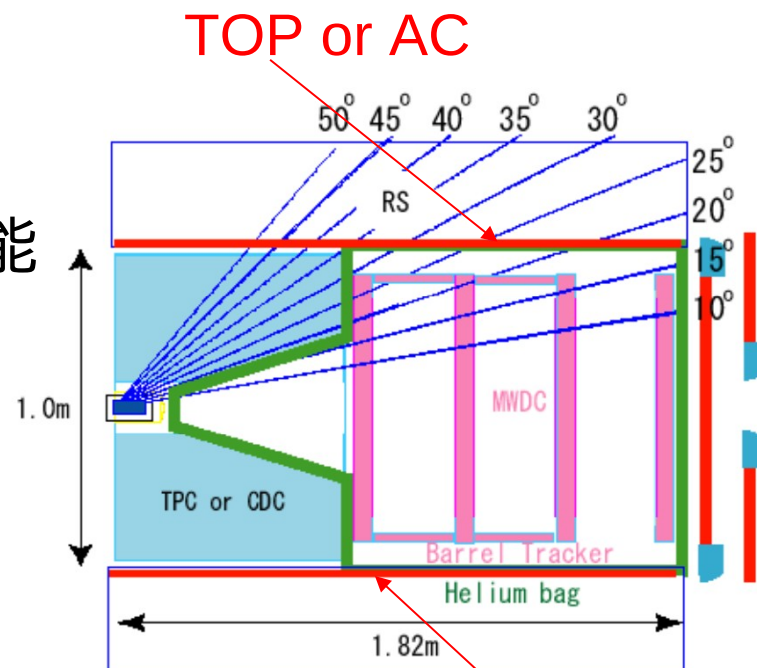 TOP or AC
50° 45° 40° 35° 30°
25°
RS
20°
能
15°
10°
1.0m
MWDC
TPC or CDC
Barrel Tracker
Helium bag
1.82m